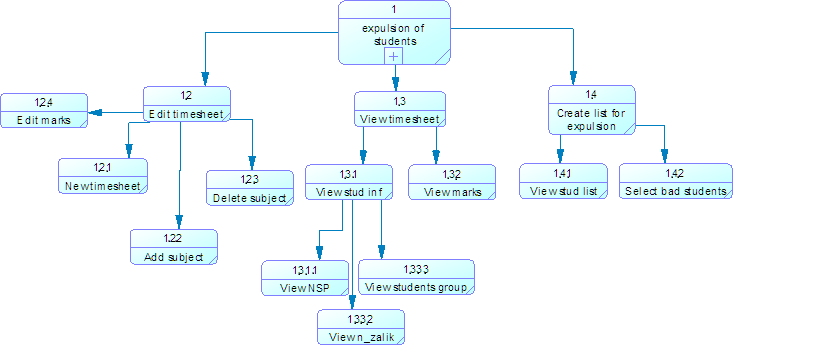 1
expulsion of
students
1,2
Edit timesheet
1,3
View timesheet
1,4
Create list for
expulsion
1,2,4
Edit marks
1,2,1
New timesheet
1,2,3
Delete subject
1,2,2
Add subject
1,3,1
View stud inf
1,3,2
View marks
1,4,1
View stud list
1,4,2
Select bad students
1,3,1,1
View NSP
1,3,3,3
View students group
1,3,3,2
View n_zalik